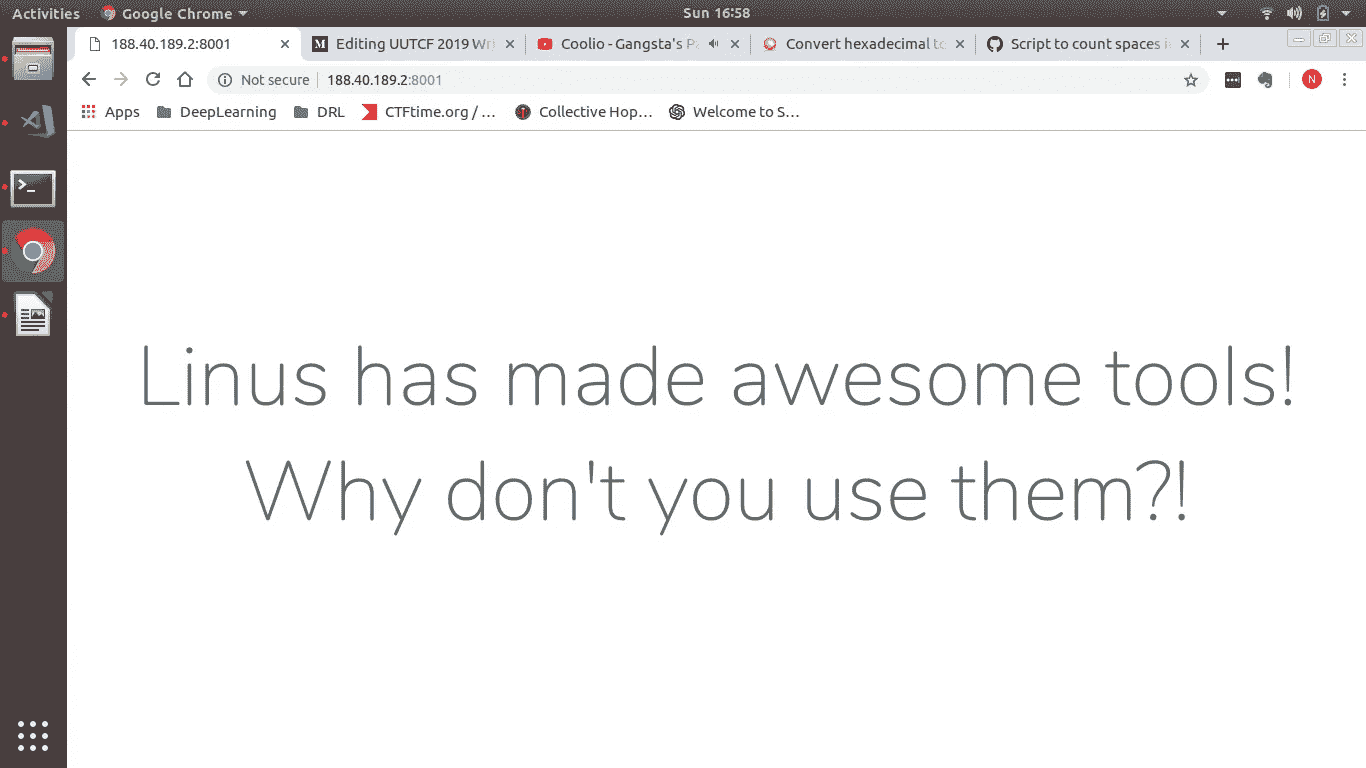 Activities Google Chrome Sun 16:58
188.40.189.2:8001 Editing UUTCF 2019 Wri Coolio - Gangsta's Pa Convert hexadecimal to Script to count spaces i
Not secure 188.40.189.2:8001 N
Apps DeepLearning DRL CTFtime.org / ... Collective Hop... Welcome to S...
Linus has made awesome tools!
Why don't you use them?!